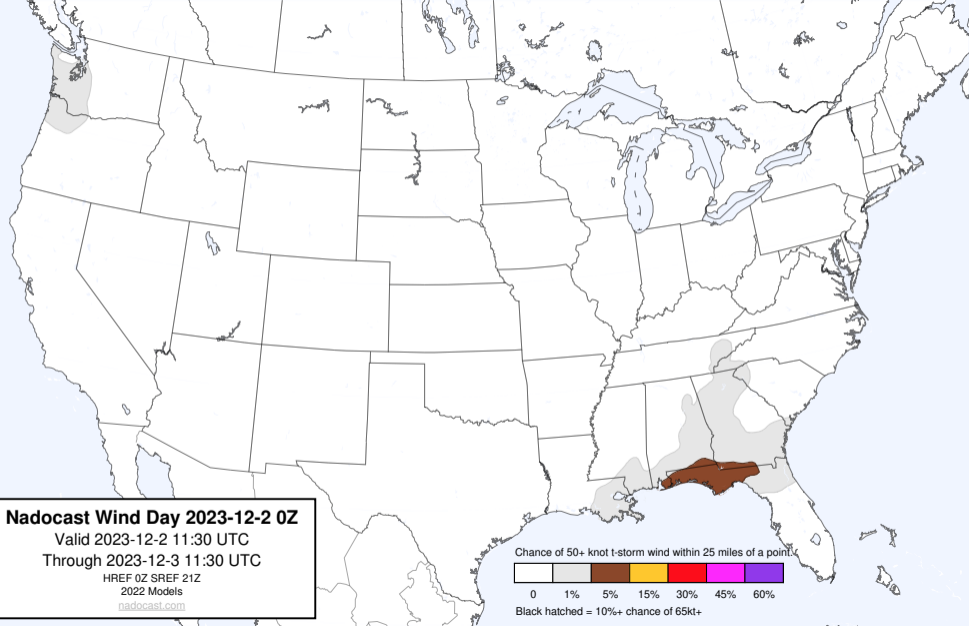 Nadocast Wind Day 2023-12-2 0Z
Valid 2023-12-2 11:30 UTC
Through 2023-12-3 11:30 UTC
HREF 0Z SREF 21Z
2022 Models
nadocast.com
Chance of 50+ knot t-storm wind within 25 miles of a point.
0 1% 5% 15% 30% 45% 60%
Black hatched = 10%+ chance of 65kt+